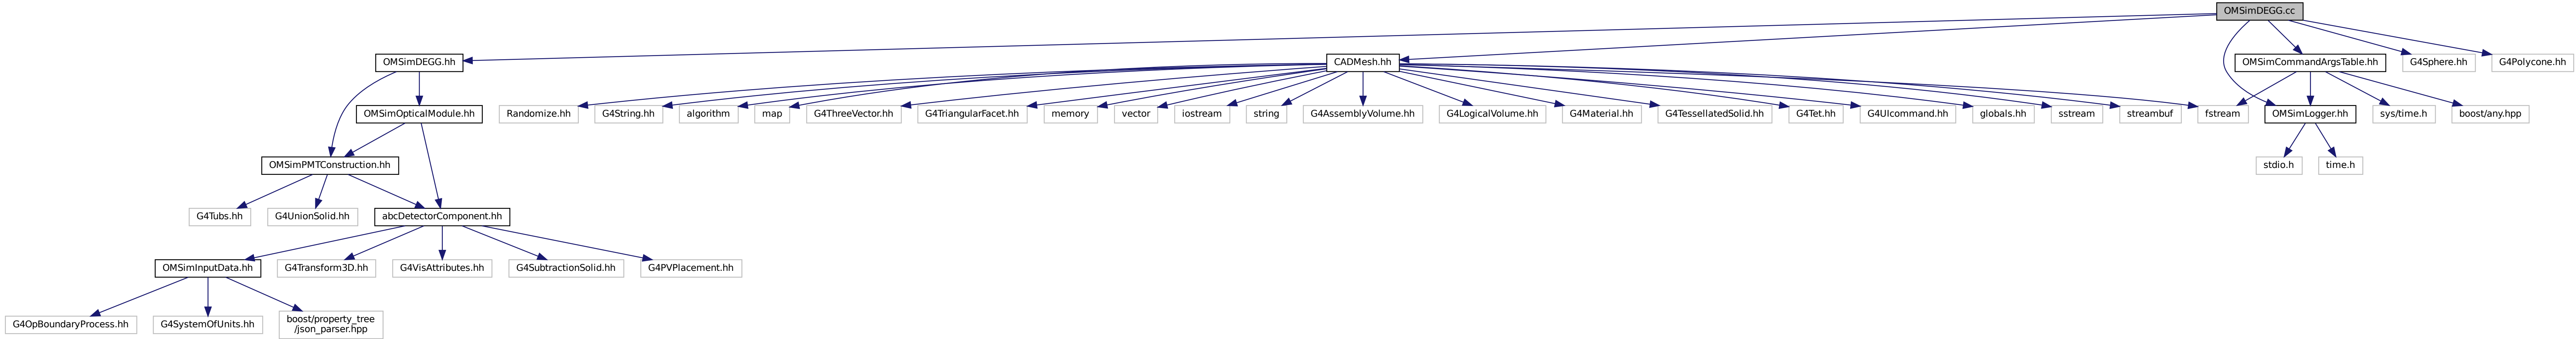 OMSimDEGG.cc
OMSimDEGG.hh
CADMesh.hh
OMSimCommandArgsTable.hh
G4Sphere.hh
G4Polycone.hh
OMSimOpticalModule.hh
Randomize.hh
G4String.hh
algorithm
map
G4ThreeVector.hh
G4TriangularFacet.hh
memory
vector
iostream
string
G4AssemblyVolume.hh
G4LogicalVolume.hh
G4Material.hh
G4TessellatedSolid.hh
G4Tet.hh
G4UIcommand.hh
globals.hh
sstream
streambuf
fstream
OMSimLogger.hh
sys/time.h
boost/any.hpp
OMSimPMTConstruction.hh
stdio.h
time.h
G4Tubs.hh
G4UnionSolid.hh
abcDetectorComponent.hh
OMSimInputData.hh
G4Transform3D.hh
G4VisAttributes.hh
G4SubtractionSolid.hh
G4PVPlacement.hh
G4OpBoundaryProcess.hh
G4SystemOfUnits.hh
boost/property_tree
/json_parser.hpp